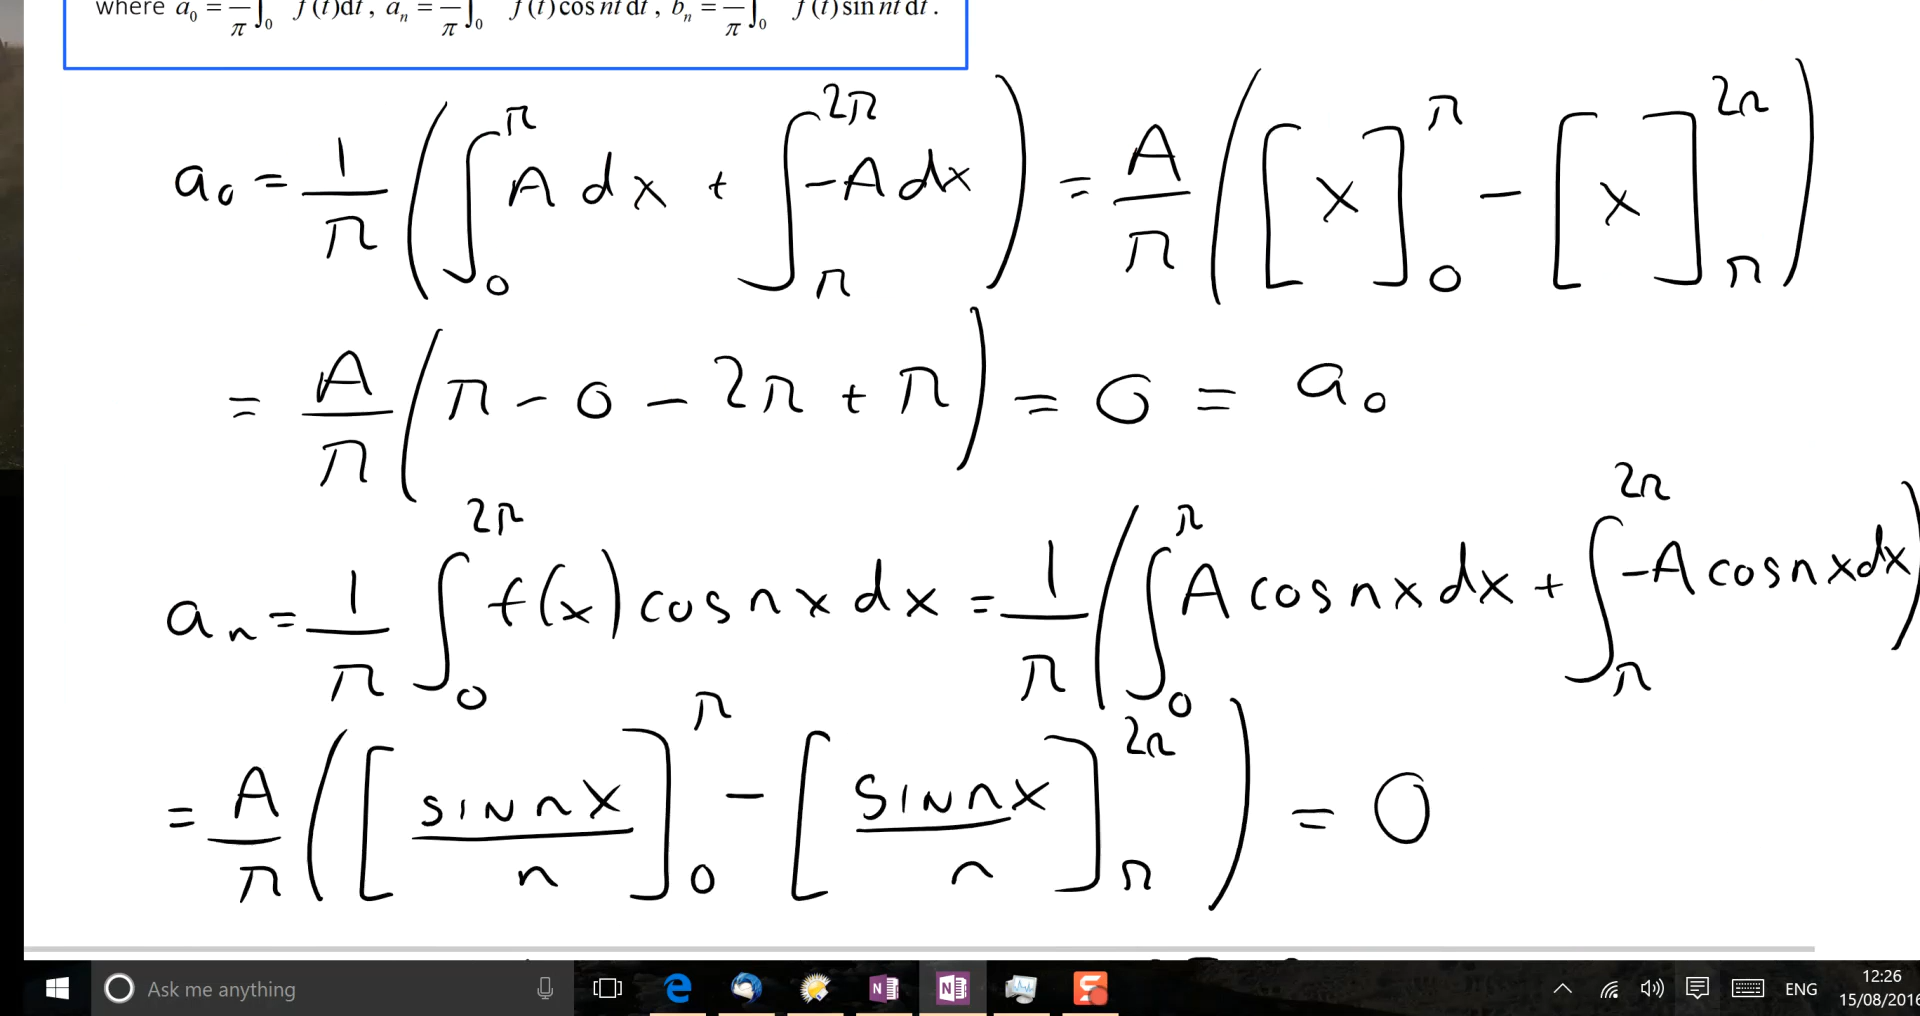 where a₀ = —/π ∫₀ f(t)dt, aₙ = —/π ∫₀ f(t) cos nt dt, bₙ = —/π ∫₀ f(t) sin nt dt.
a₀ = 1/π ( ∫₀^π A dx + ∫_π^2π -A dx ) = A/π ( [x]₀^π - [x]_π^2π )
= A/π ( π - 0 - 2π + π ) = 0 = a₀
aₙ = 1/π ∫₀^2π f(x) cos nx dx = 1/π ( ∫₀^π A cos nx dx + ∫_π^2π -A cos nx dx )
= A/π ( [sin nx / n]₀^π - [sin nx / n]_π^2π ) = 0
Ask me anything
N
N
S
ENG
12:26
15/08/2016